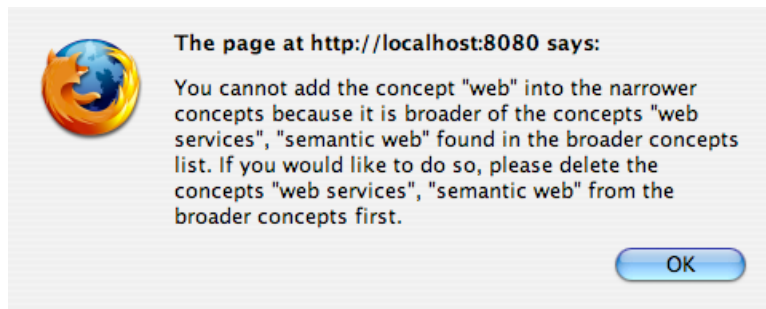 The page at http://localhost:8080 says:
You cannot add the concept "web" into the narrower
concepts because it is broader of the concepts "web
services", "semantic web" found in the broader concepts
list. If you would like to do so, please delete the
concepts "web services", "semantic web" from the
broader concepts first.
OK